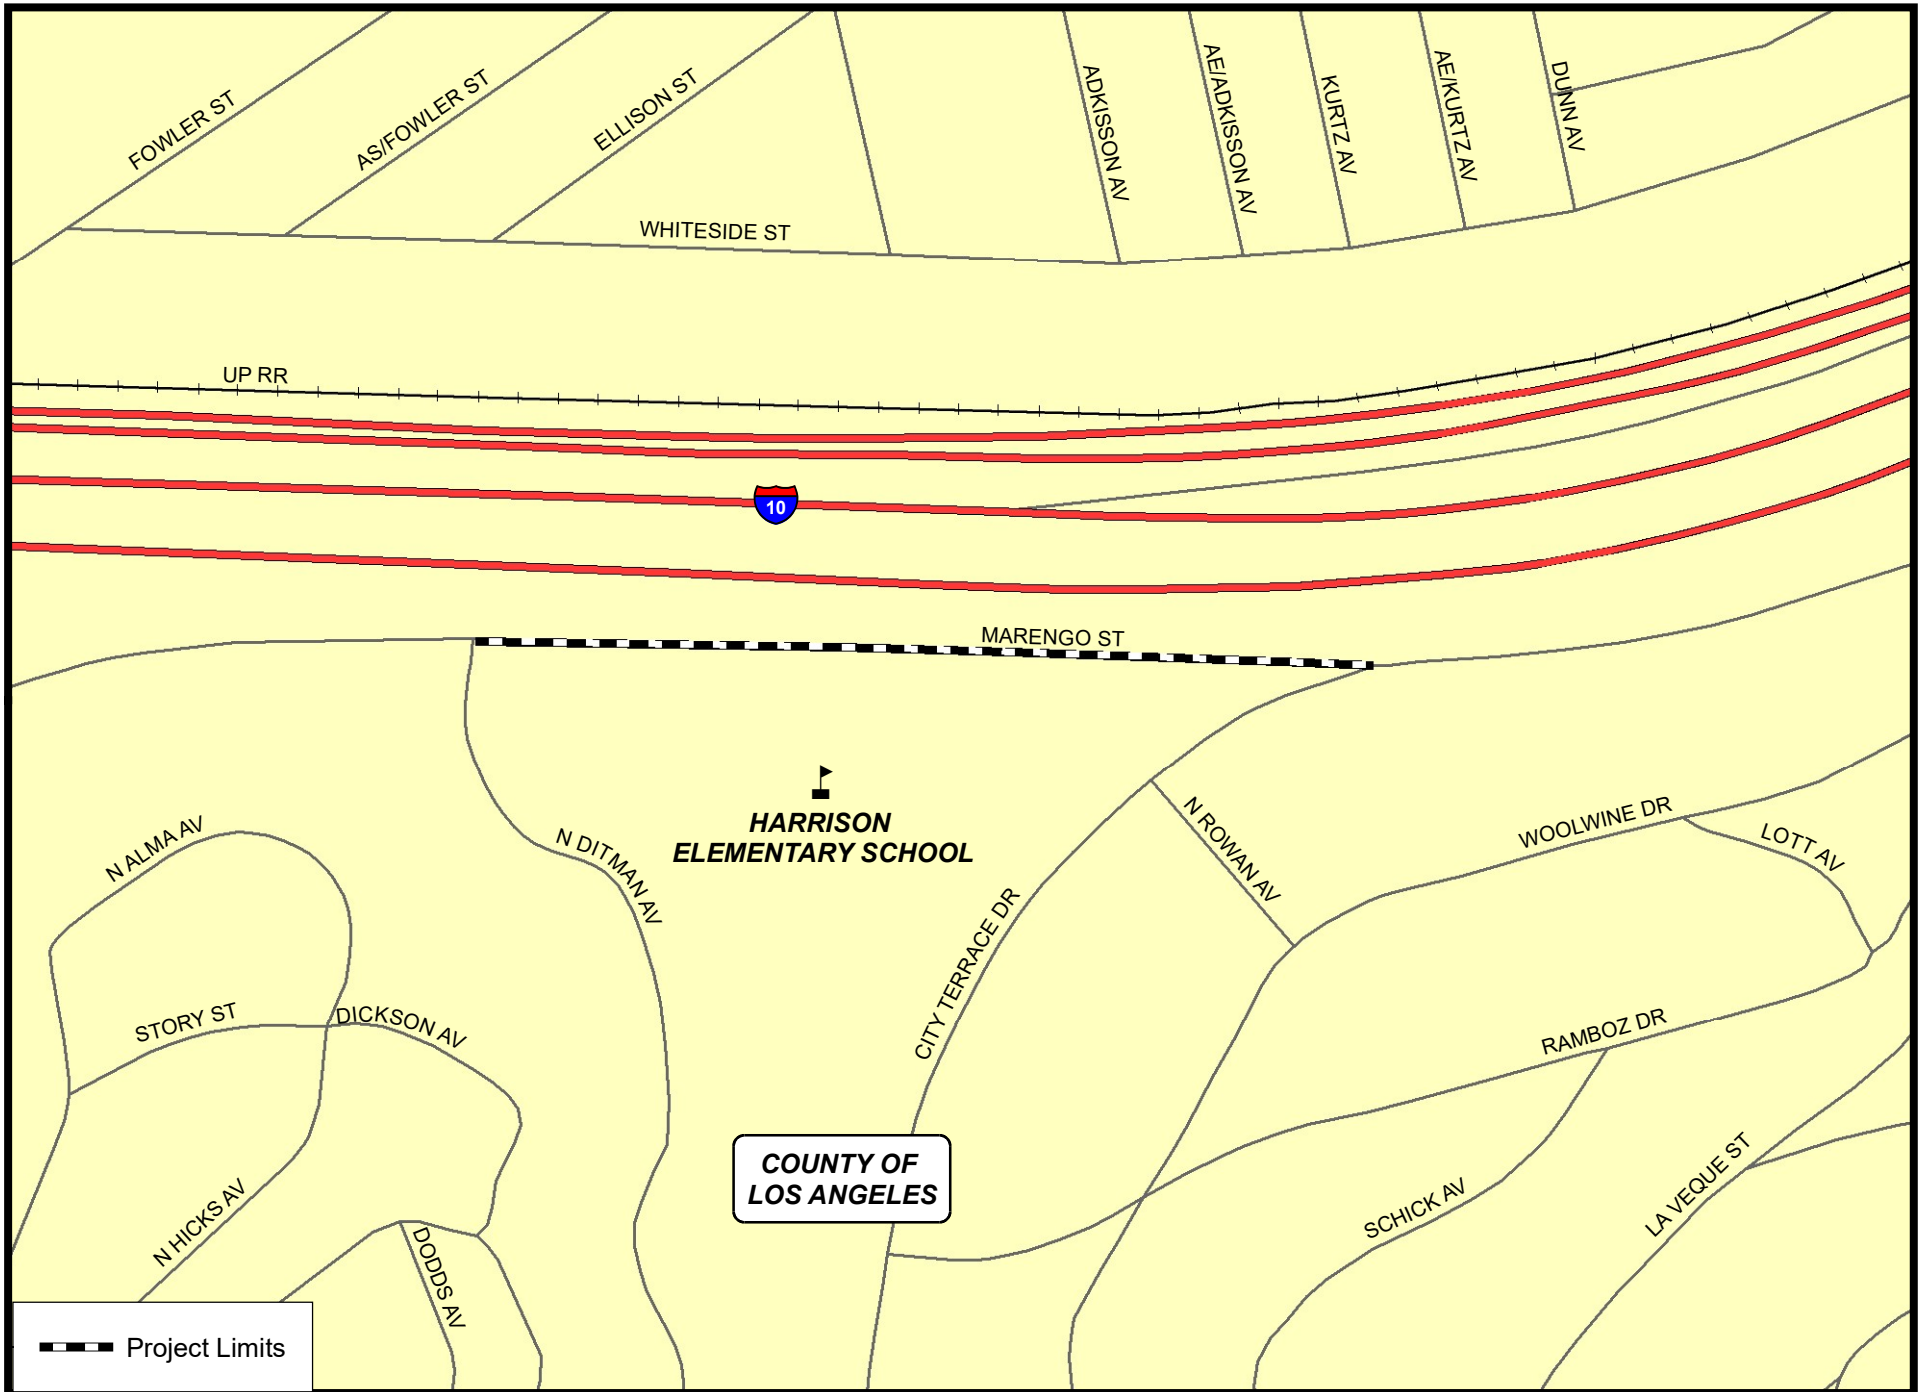 FOWLER ST
AS/FOWLER ST
ELLISON ST
ADKISSON AV
AE/ADKISSON AV
KURTZ AV
AE/KURTZ AV
DUNN AV
WHITESIDE ST
UP RR
10
MARENGO ST
HARRISON
ELEMENTARY SCHOOL
N ALMA AV
N DITMAN AV
N ROWAN AV
WOOLWINE DR
LOTT AV
CITY TERRACE DR
STORY ST
DICKSON AV
RAMBOZ DR
COUNTY OF
LOS ANGELES
N HICKS AV
DODDS AV
SCHICK AV
LA VEQUE ST
Project Limits